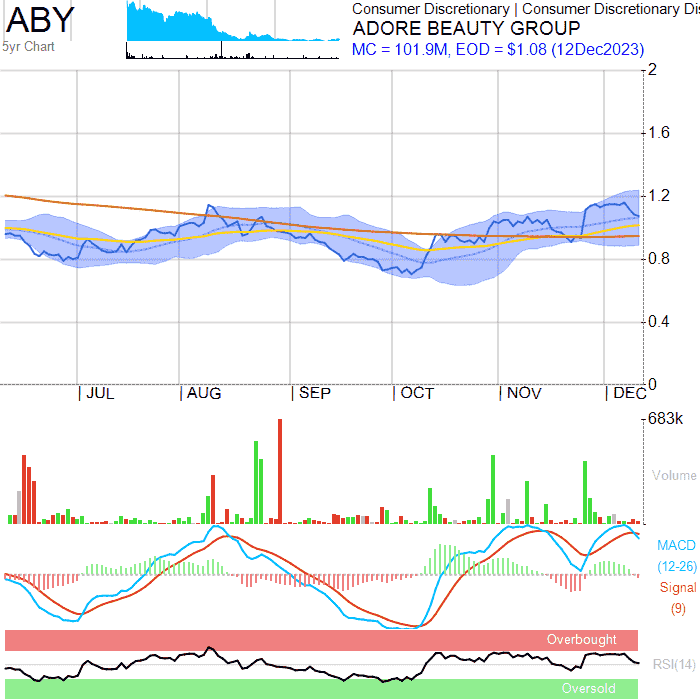 ABY
5yr Chart
Consumer Discretionary | Consumer Discretionary Dis
ADORE BEAUTY GROUP
MC = 101.9M, EOD = $1.08 (12Dec2023)
2
1.6
1.2
0.8
0.4
0
| JUL | AUG | SEP | OCT | NOV | DEC
683k
Volume
MACD
(12-26)
Signal
(9)
Overbought
RSI(14)
Oversold